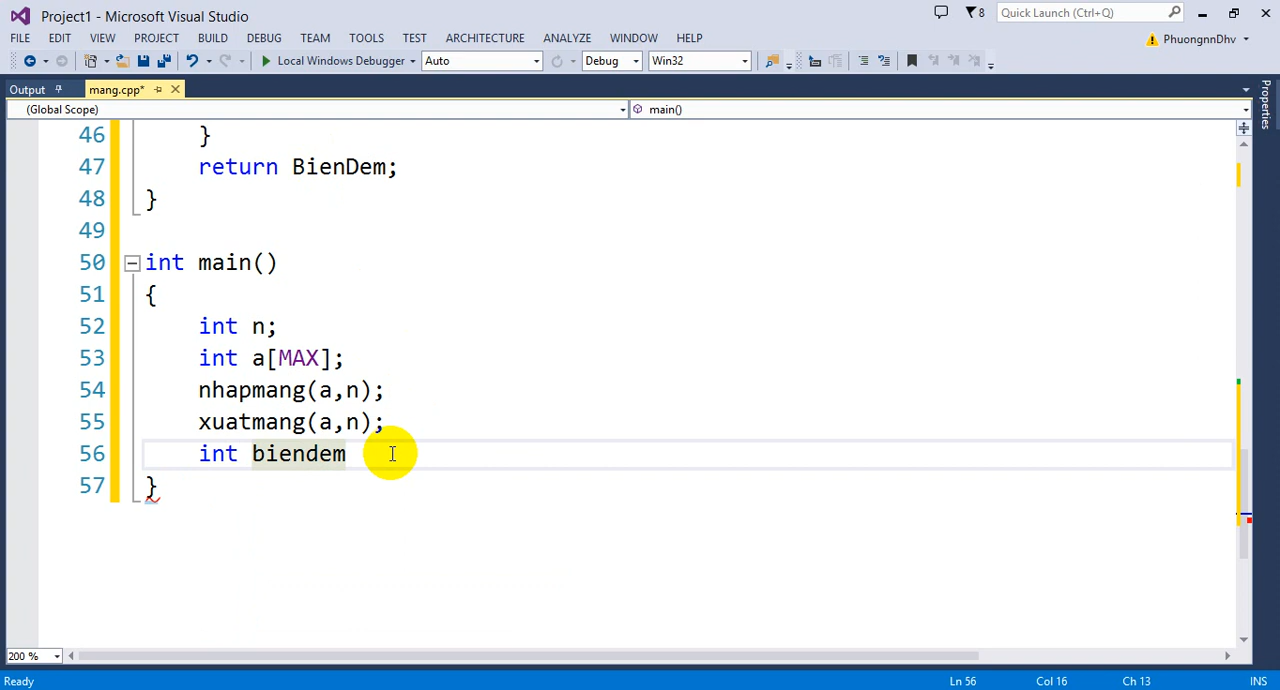 Project1 - Microsoft Visual Studio
8
Quick Launch (Ctrl+Q)
FILE EDIT VIEW PROJECT BUILD DEBUG TEAM TOOLS TEST ARCHITECTURE ANALYZE WINDOW HELP
PhuongnnDhv
Local Windows Debugger Auto Debug Win32
Output mang.cpp*
(Global Scope) main()
Properties
46 }
47 return BienDem;
48 }
49
50 int main()
51 {
52 int n;
53 int a[MAX];
54 nhapmang(a,n);
55 xuatmang(a,n);
56 int biendem
57 }
200 %
Ready Ln 56 Col 16 Ch 13 INS